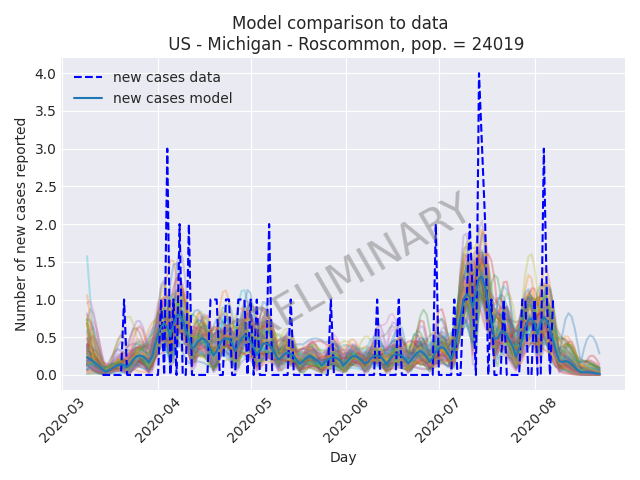 Model comparison to data
US - Michigan - Roscommon, pop. = 24019
new cases data
new cases model
PRELIMINARY
Number of new cases reported
4.0
3.5
3.0
2.5
2.0
1.5
1.0
0.5
0.0
2020-03
2020-04
2020-05
2020-06
2020-07
2020-08
Day